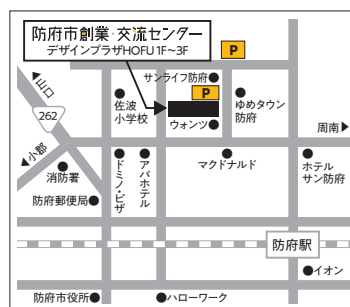 防府市創業・交流センター
デザインプラザHOFU 1F~3F
P
サンライフ防府
P
山口
262
佐波
小学校
ゆめタウン
防府
ウォンツ
周南
小郡
消防署
防府郵便局
ドミノ・ピザ
アパホテル
マクドナルド
ホテル
サン防府
防府駅
イオン
防府市役所
ハローワーク